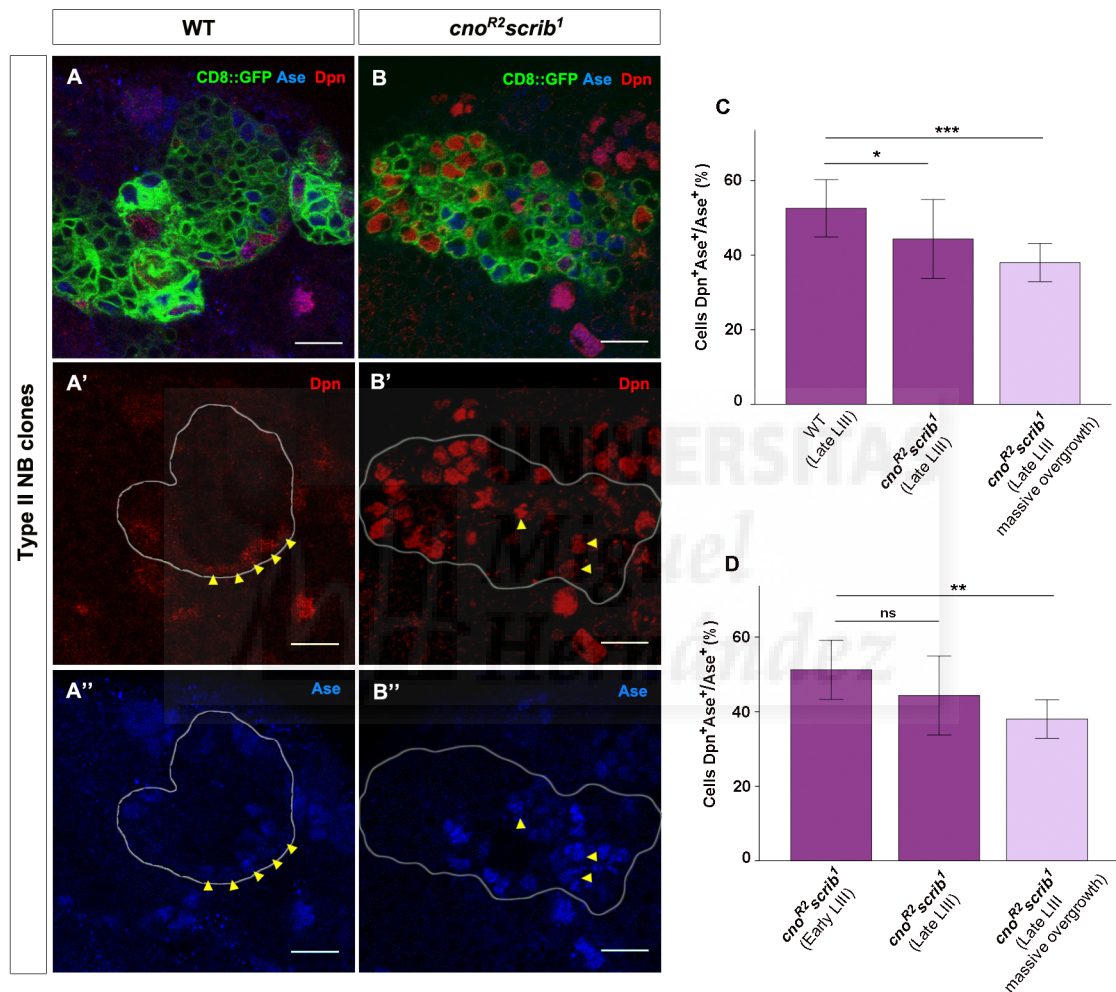 WT
cnoR2scrib1
Type II NB clones
A
CD8::GFP Ase Dpn
B
CD8::GFP Ase Dpn
A'
Dpn
B'
Dpn
A''
Ase
B''
Ase
C
Cells Dpn+Ase+/Ase+ (%)
60
40
20
0
*
***
WT
(Late LIII)
cnoR2scrib1
(Late LIII)
cnoR2scrib1
(Late LIII
massive overgrowth)
D
Cells Dpn+Ase+/Ase+ (%)
60
40
20
0
**
ns
cnoR2scrib1
(Early LIII)
cnoR2scrib1
(Late LIII)
cnoR2scrib1
(Late LIII
massive overgrowth)
UNIVERSITAS
Miguel
Hernández